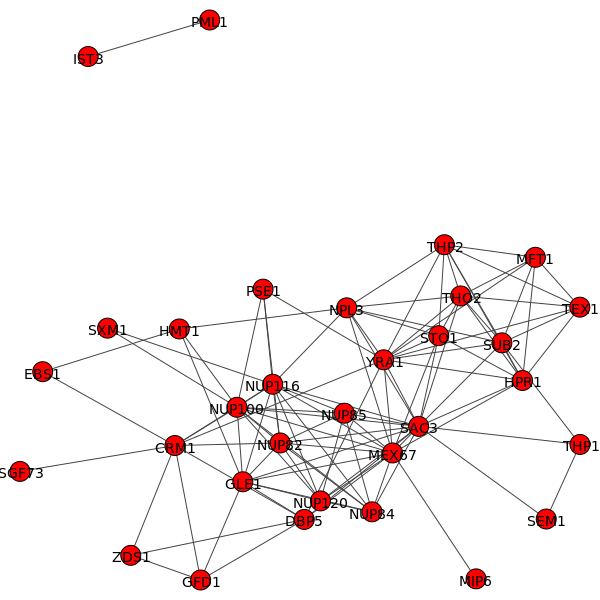 PML1
IST3
THP2
MFT1
PSE1
THO2
NPL3
TEX1
SXM1
HMT1
STO1
SUB2
YRA1
EBS1
HPR1
NUP116
NUP100
NUP85
SAC3
CRM1
NUP82
THP1
MEX67
SGF73
GLE1
NUP120
NUP84
DBP5
SEM1
ZDS1
GFD1
MIP6